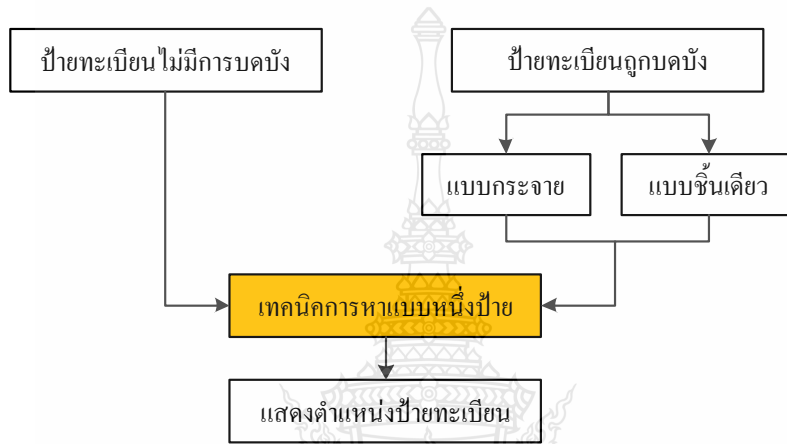 ป้ายทะเบียนไม่มีการบดบัง
ป้ายทะเบียนถูกบดบัง
แบบกระจาย
แบบชิ้นเดียว
เทคนิคการหาแบบหนึ่งป้าย
แสดงตำแหน่งป้ายทะเบียน